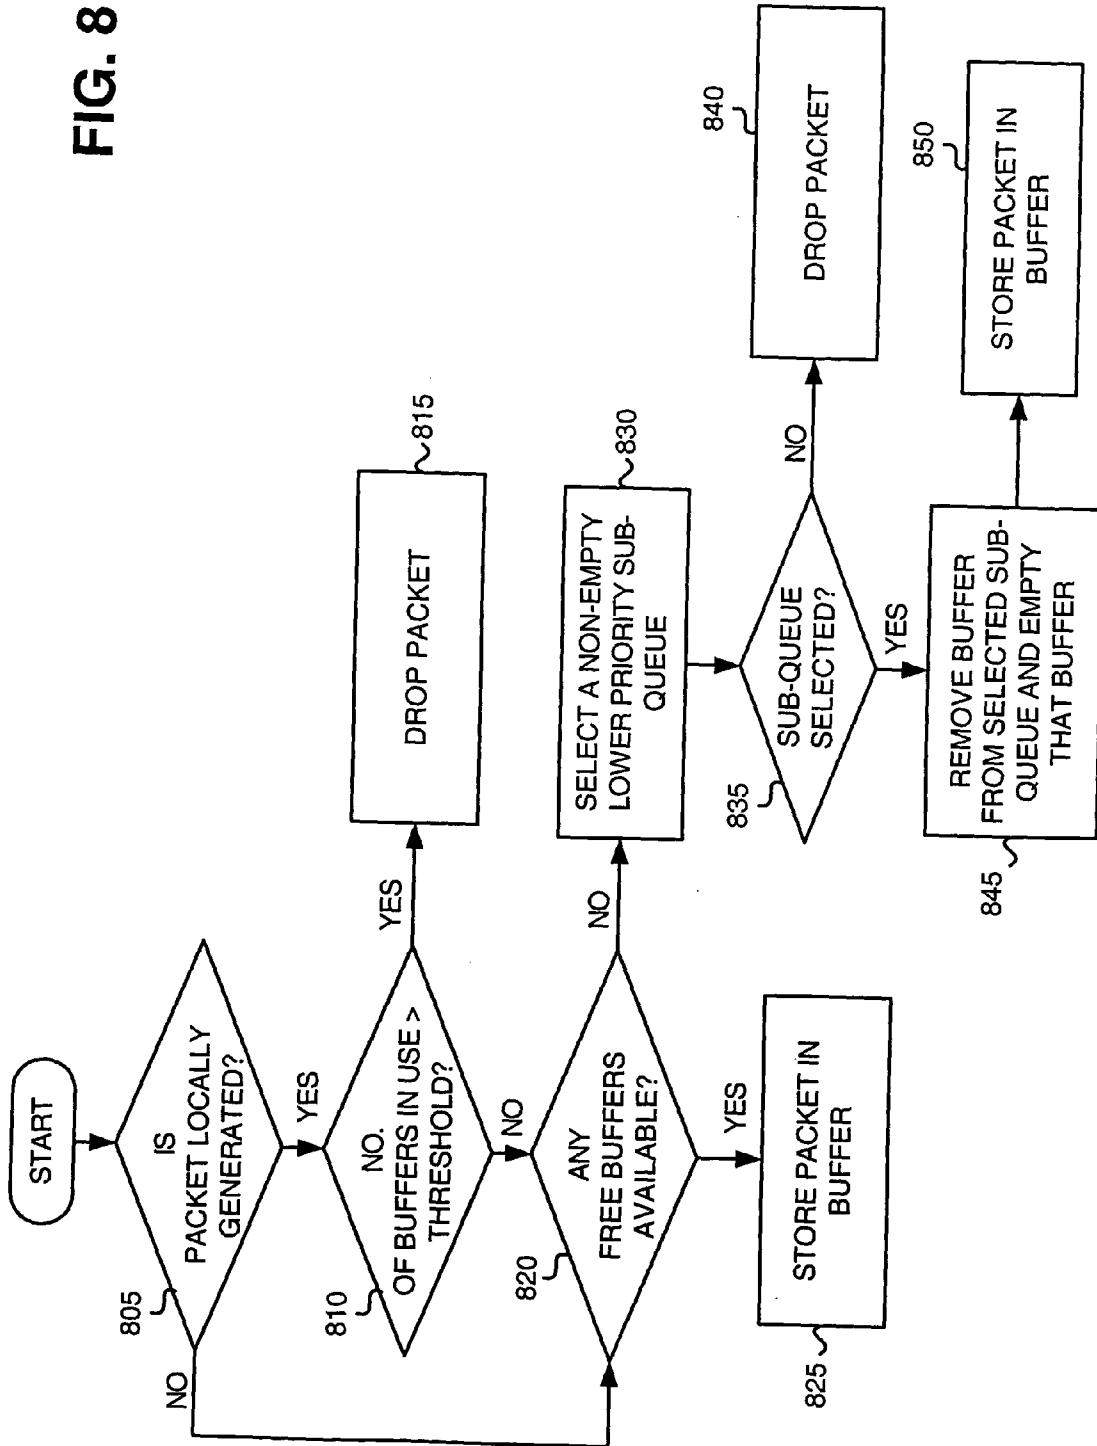 FIG. 8
START
IS
PACKET LOCALLY
GENERATED?
805
NO
YES
NO.
OF BUFFERS IN USE >
THRESHOLD?
810
YES
DROP PACKET
815
NO
ANY
FREE BUFFERS
AVAILABLE?
820
NO
YES
STORE PACKET IN
BUFFER
825
SELECT A NON-EMPTY
LOWER PRIORITY SUB-
QUEUE
830
SUB-QUEUE
SELECTED?
835
NO
DROP PACKET
840
YES
REMOVE BUFFER
FROM SELECTED SUB-
QUEUE AND EMPTY
THAT BUFFER
845
STORE PACKET IN
BUFFER
850